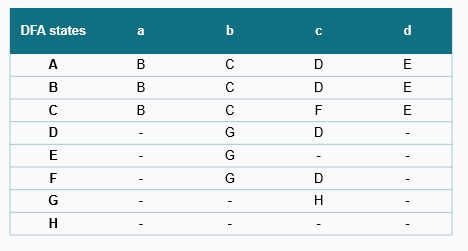 DFA states a b c d
A B C D E
B B C D E
C B C F E
D - G D -
E - G - -
F - G D -
G - - H -
H - - - -